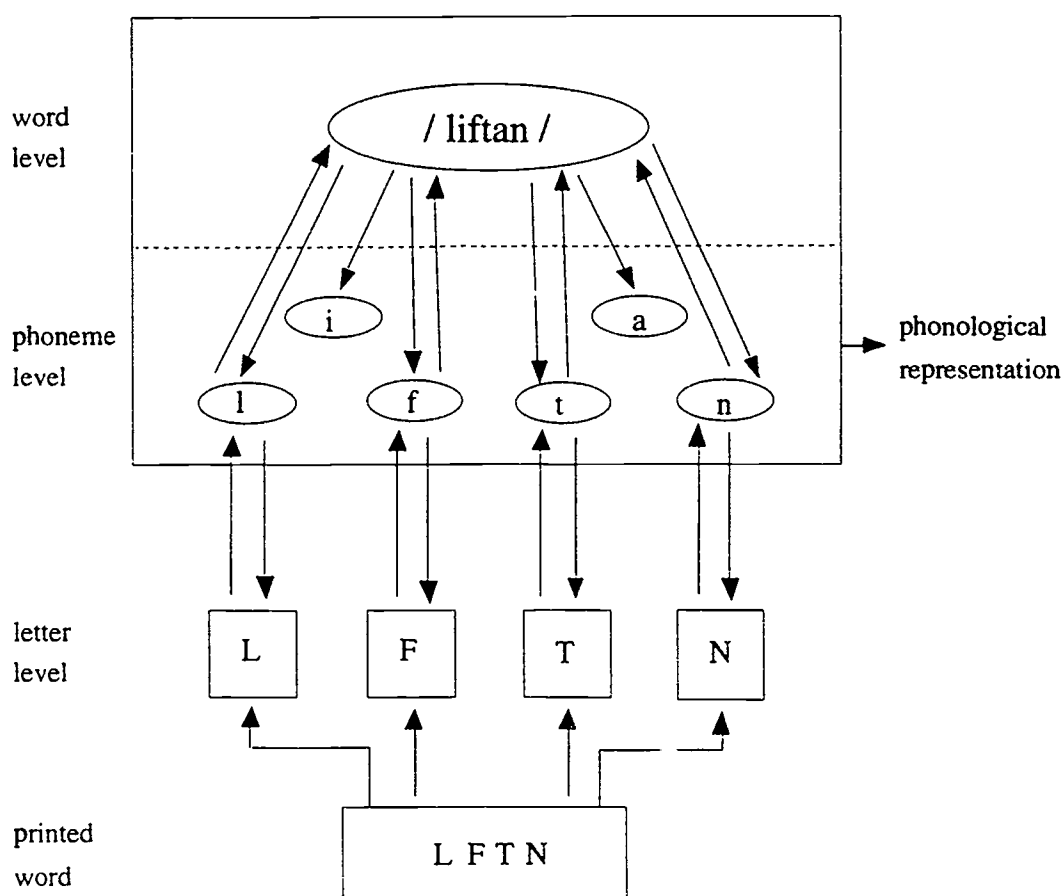 word
level
/ liftan /
i
a
phoneme
level
l
f
t
n
phonological
representation
letter
level
L
F
T
N
printed
word
L F T N